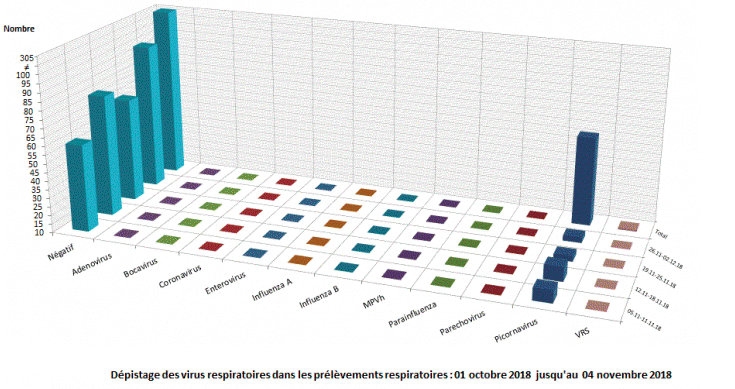 Nombre
305
≠
100
95
90
85
80
75
70
65
60
55
50
45
40
35
30
25
20
15
10
Négatif
Adenovirus
Bocavirus
Coronavirus
Enterovirus
Influenza A
Influenza B
MPVh
Parainfluenza
Parechovirus
Picornavirus
VRS
Total
26.11-02.12.18
19.11-25.11.18
12.11-18.11.18
05.11-11.11.18
Dépistage des virus respiratoires dans les prélèvements respiratoires : 01 octobre 2018 jusqu'au 04 novembre 2018